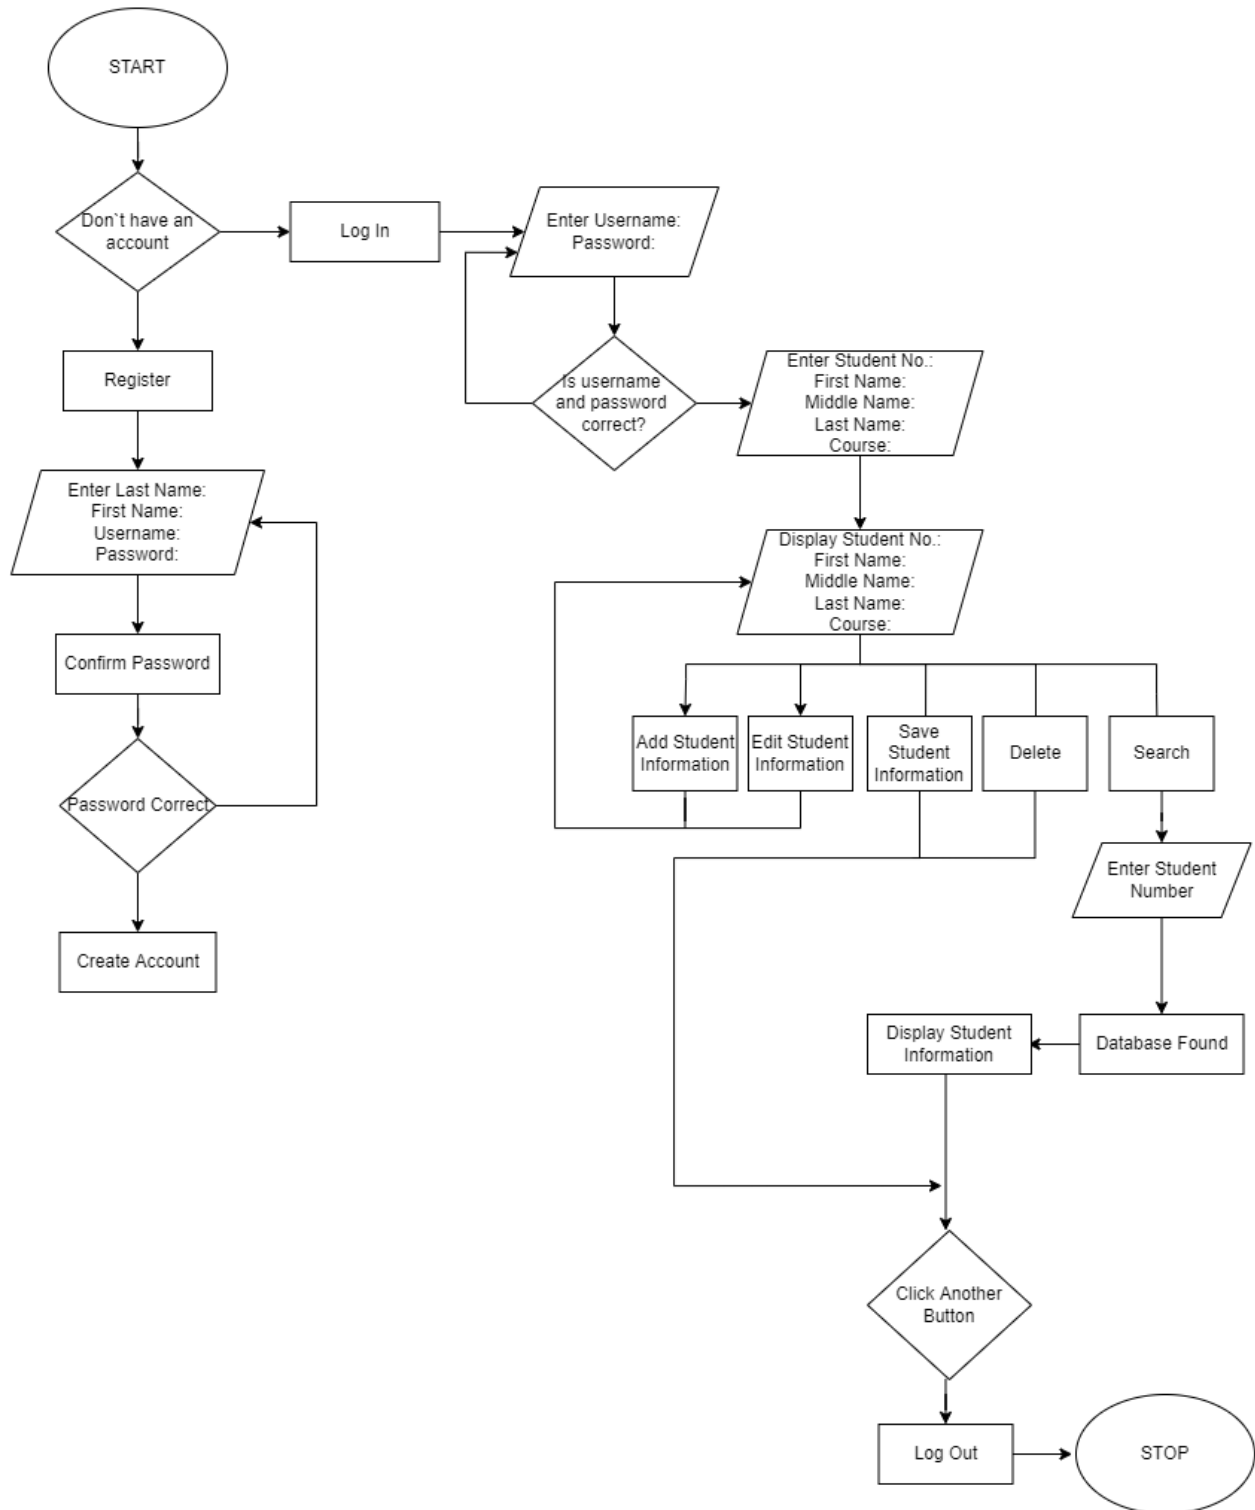 START
Don`t have an
account
Log In
Enter Username:
Password:
Is username
and password
correct?
Register
Enter Last Name:
First Name:
Username:
Password:
Confirm Password
Password Correct
Create Account
Enter Student No.:
First Name:
Middle Name:
Last Name:
Course:
Display Student No.:
First Name:
Middle Name:
Last Name:
Course:
Add Student
Information
Edit Student
Information
Save
Student
Information
Delete
Search
Enter Student
Number
Database Found
Display Student
Information
Click Another
Button
Log Out
STOP